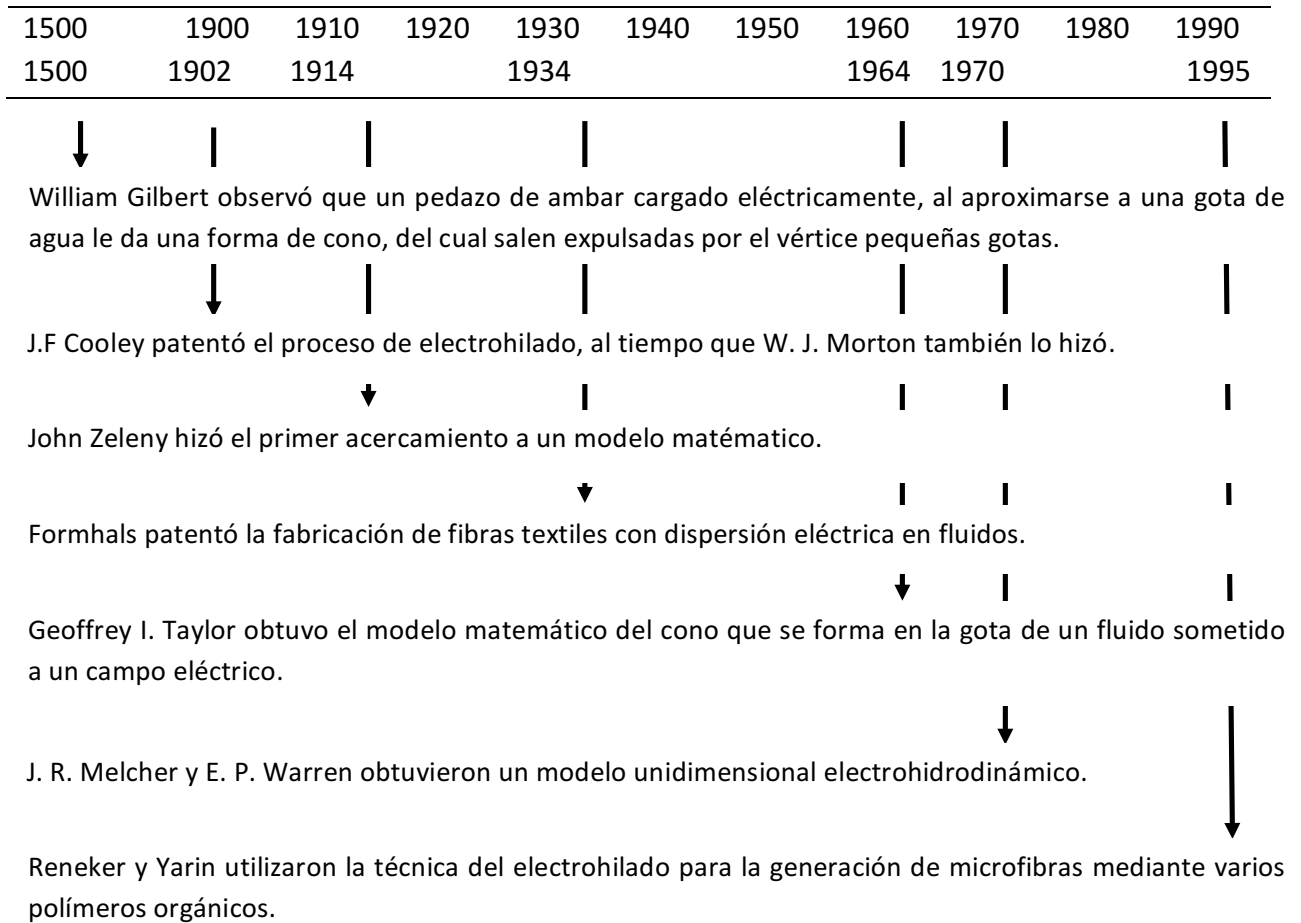 1500 1900 1910 1920 1930 1940 1950 1960 1970 1980 1990
1500 1902 1914 1934 1964 1970 1995
William Gilbert observó que un pedazo de ambar cargado eléctricamente, al aproximarse a una gota de
agua le da una forma de cono, del cual salen expulsadas por el vértice pequeñas gotas.
J.F Cooley patentó el proceso de electrohilado, al tiempo que W. J. Morton también lo hizó.
John Zeleny hizó el primer acercamiento a un modelo matématico.
Formhals patentó la fabricación de fibras textiles con dispersión eléctrica en fluidos.
Geoffrey I. Taylor obtuvo el modelo matemático del cono que se forma en la gota de un fluido sometido
a un campo eléctrico.
J. R. Melcher y E. P. Warren obtuvieron un modelo unidimensional electrohidrodinámico.
Reneker y Yarin utilizaron la técnica del electrohilado para la generación de microfibras mediante varios
polímeros orgánicos.